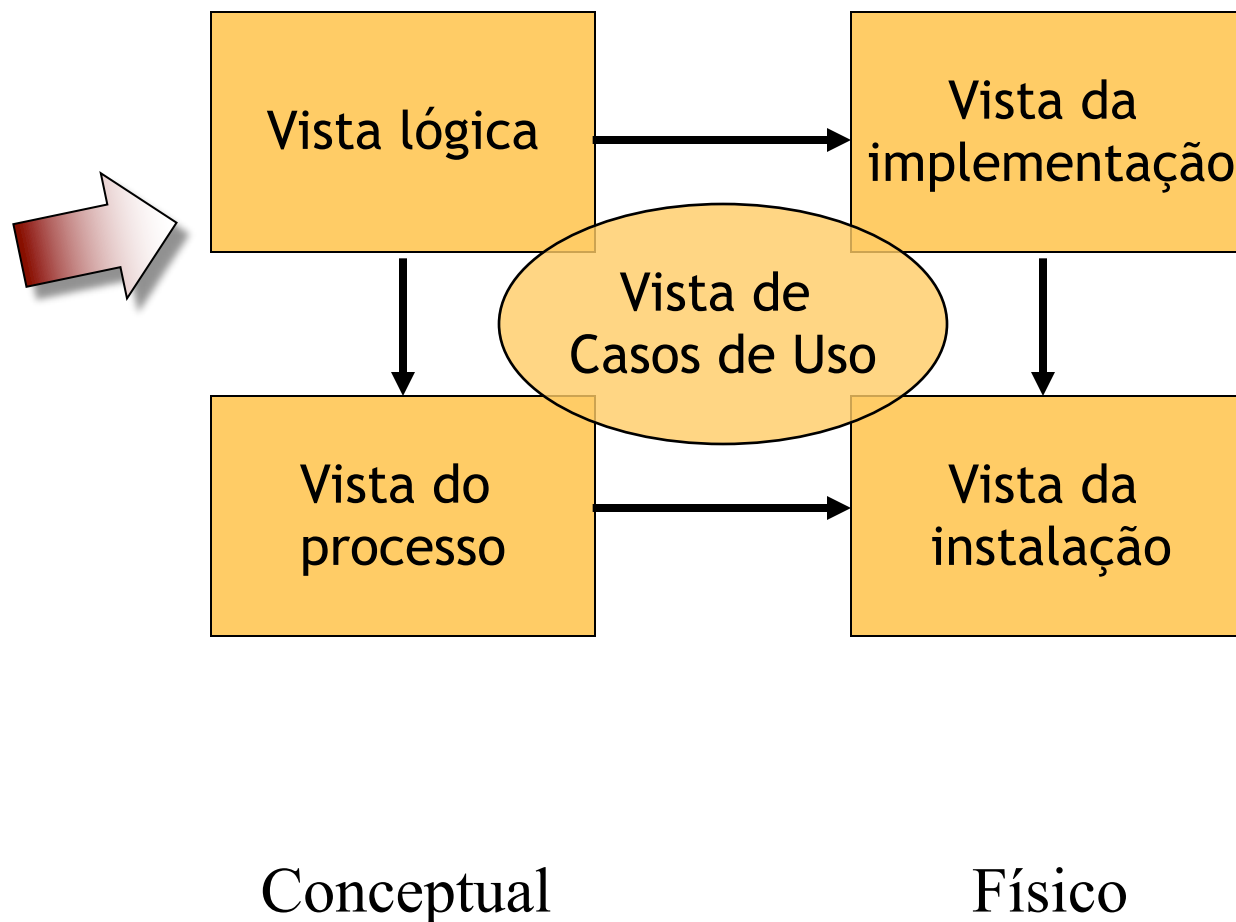 Vista lógica
Vista da
implementação
Vista de
Casos de Uso
Vista do
processo
Vista da
instalação
Conceptual
Físico